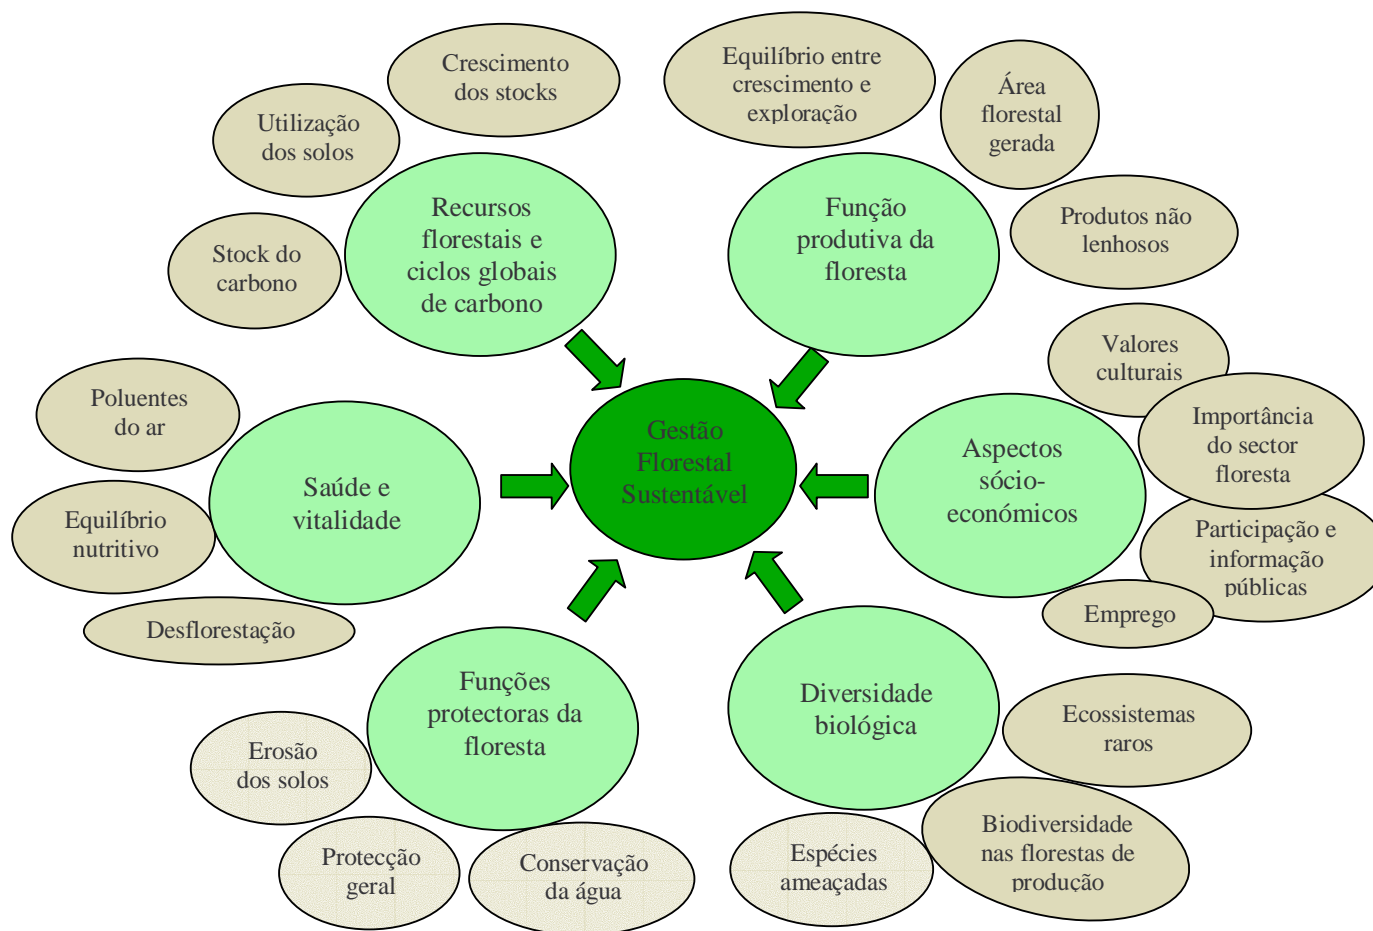 Crescimento
dos stocks
Equilíbrio entre
crescimento e
exploração
Área
florestal
gerada
Utilização
dos solos
Recursos
florestais e
ciclos globais
de carbono
Função
produtiva da
floresta
Produtos não
lenhosos
Stock do
carbono
Valores
culturais
Poluentes
do ar
Importância
do sector
floresta
Gestão
Florestal
Sustentável
Aspectos
sócio-
económicos
Saúde e
vitalidade
Equilíbrio
nutritivo
Participação e
informação
públicas
Emprego
Desflorestação
Funções
protectoras da
floresta
Diversidade
biológica
Ecossistemas
raros
Erosão
dos solos
Biodiversidade
nas florestas de
produção
Protecção
geral
Conservação
da água
Espécies
ameaçadas